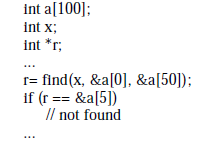 int a[100];
int x;
int *r;
...
r= find(x, &a[0], &a[50]);
if (r == &a[5])
// not found
...